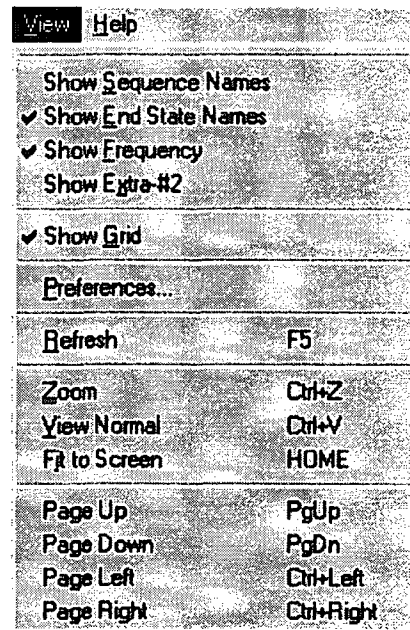 View Help
Show Sequence Names
✔ Show End State Names
✔ Show Frequency
Show Extra-#2
✔ Show Grid
Preferences...
Refresh F5
Zoom Ctrl+Z
View Normal Ctrl+V
Fit to Screen HOME
Page Up PgUp
Page Down PgDn
Page Left Ctrl+Left
Page Right Ctrl+Right